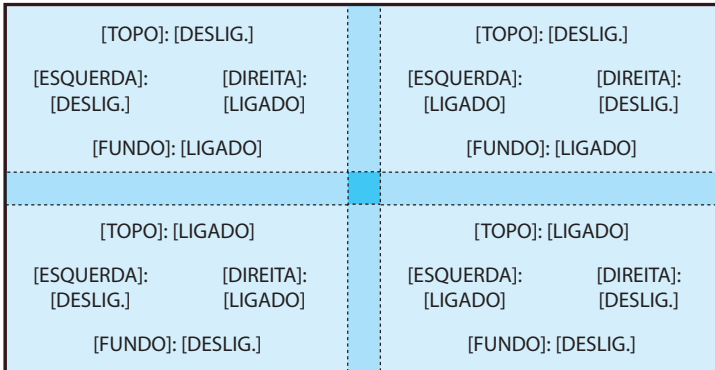 [TOPO]: [DESLIG.]
[ESQUERDA]: [DIREITA]:
[DESLIG.] [LIGADO]
[FUNDO]: [LIGADO]
[TOPO]: [DESLIG.]
[ESQUERDA]: [DIREITA]:
[LIGADO] [DESLIG.]
[FUNDO]: [LIGADO]
[TOPO]: [LIGADO]
[ESQUERDA]: [DIREITA]:
[DESLIG.] [LIGADO]
[FUNDO]: [DESLIG.]
[TOPO]: [LIGADO]
[ESQUERDA]: [DIREITA]:
[LIGADO] [DESLIG.]
[FUNDO]: [DESLIG.]